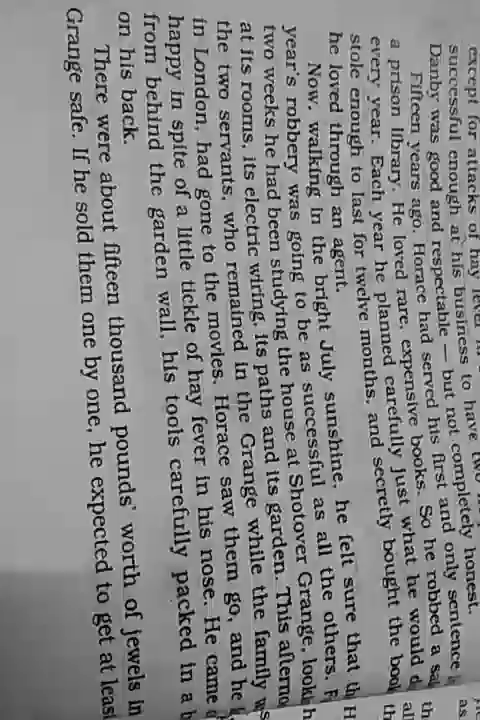 except for attacks of hay fever
successful enough at his business to have two
Danby was good and respectable — but not completely honest.
Fifteen years ago, Horace had served his first and only sentence
a prison library. He loved rare, expensive books. So he robbed a
every year. Each year he planned carefully just what he would
stole enough to last for twelve months, and secretly bought the
he loved through an agent.
Now, walking in the bright July sunshine, he felt sure that
year's robbery was going to be as successful as all the others.
two weeks he had been studying the house at Shotover Grange,
at its rooms, its electric wiring, its paths and its garden. This
the two servants, who remained in the Grange while the family
in London, had gone to the movies. Horace saw them go, and he
happy in spite of a little tickle of hay fever in his nose. He came
from behind the garden wall, his tools carefully packed in a
on his back.
There were about fifteen thousand pounds' worth of jewels in
Grange safe. If he sold them one by one, he expected to get at least